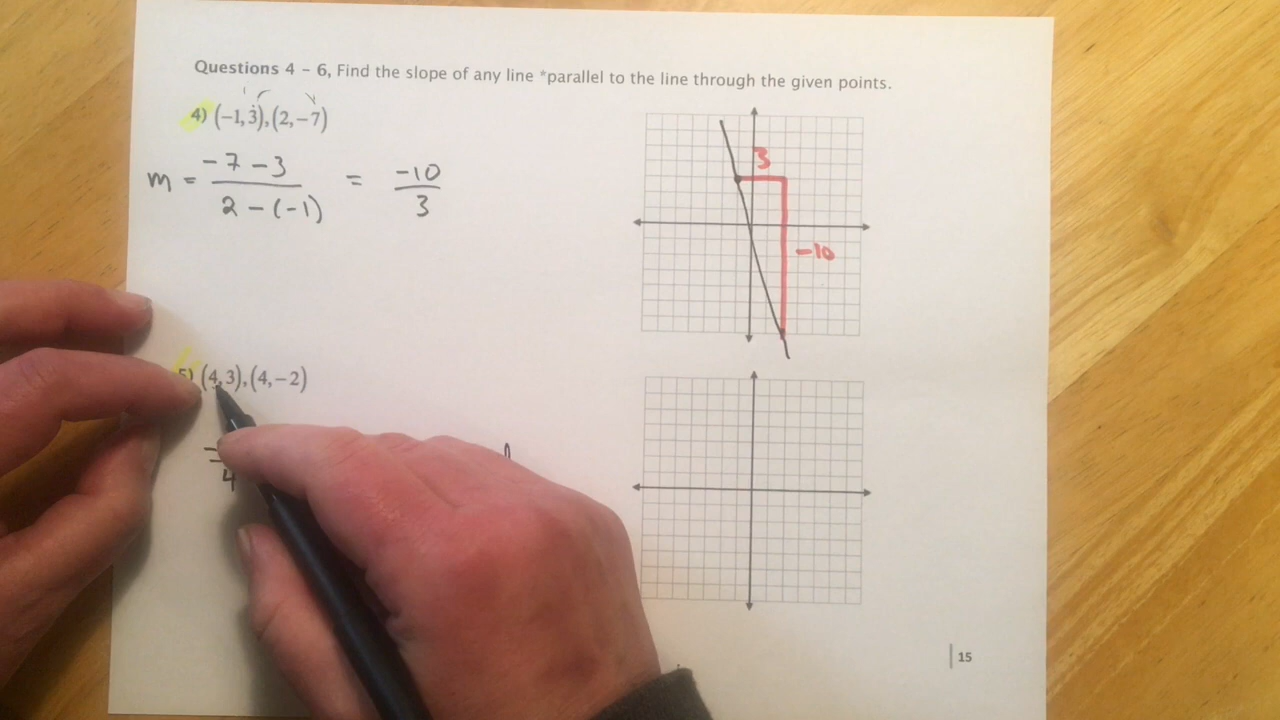 Questions 4 – 6, Find the slope of any line *parallel to the line through the given points.
4) (−1, 3), (2, −7)
m = −7 − 3 / 2 − (−1) = −10 / 3
3
−10
5) (4, 3), (4, −2)
4
15